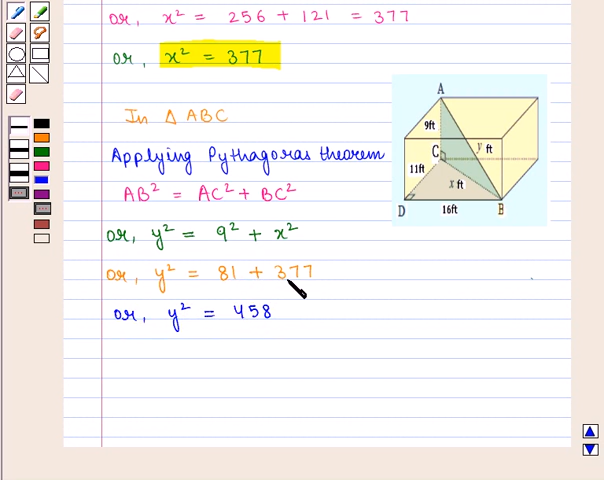 or, x² = 256 + 121 = 377
or, x² = 377
In △ ABC
Applying Pythagoras theorem
AB² = AC² + BC²
or, y² = 9² + x²
or, y² = 81 + 377
or, y² = 458
A
9ft
C
y ft
11ft
x ft
D
16ft
B